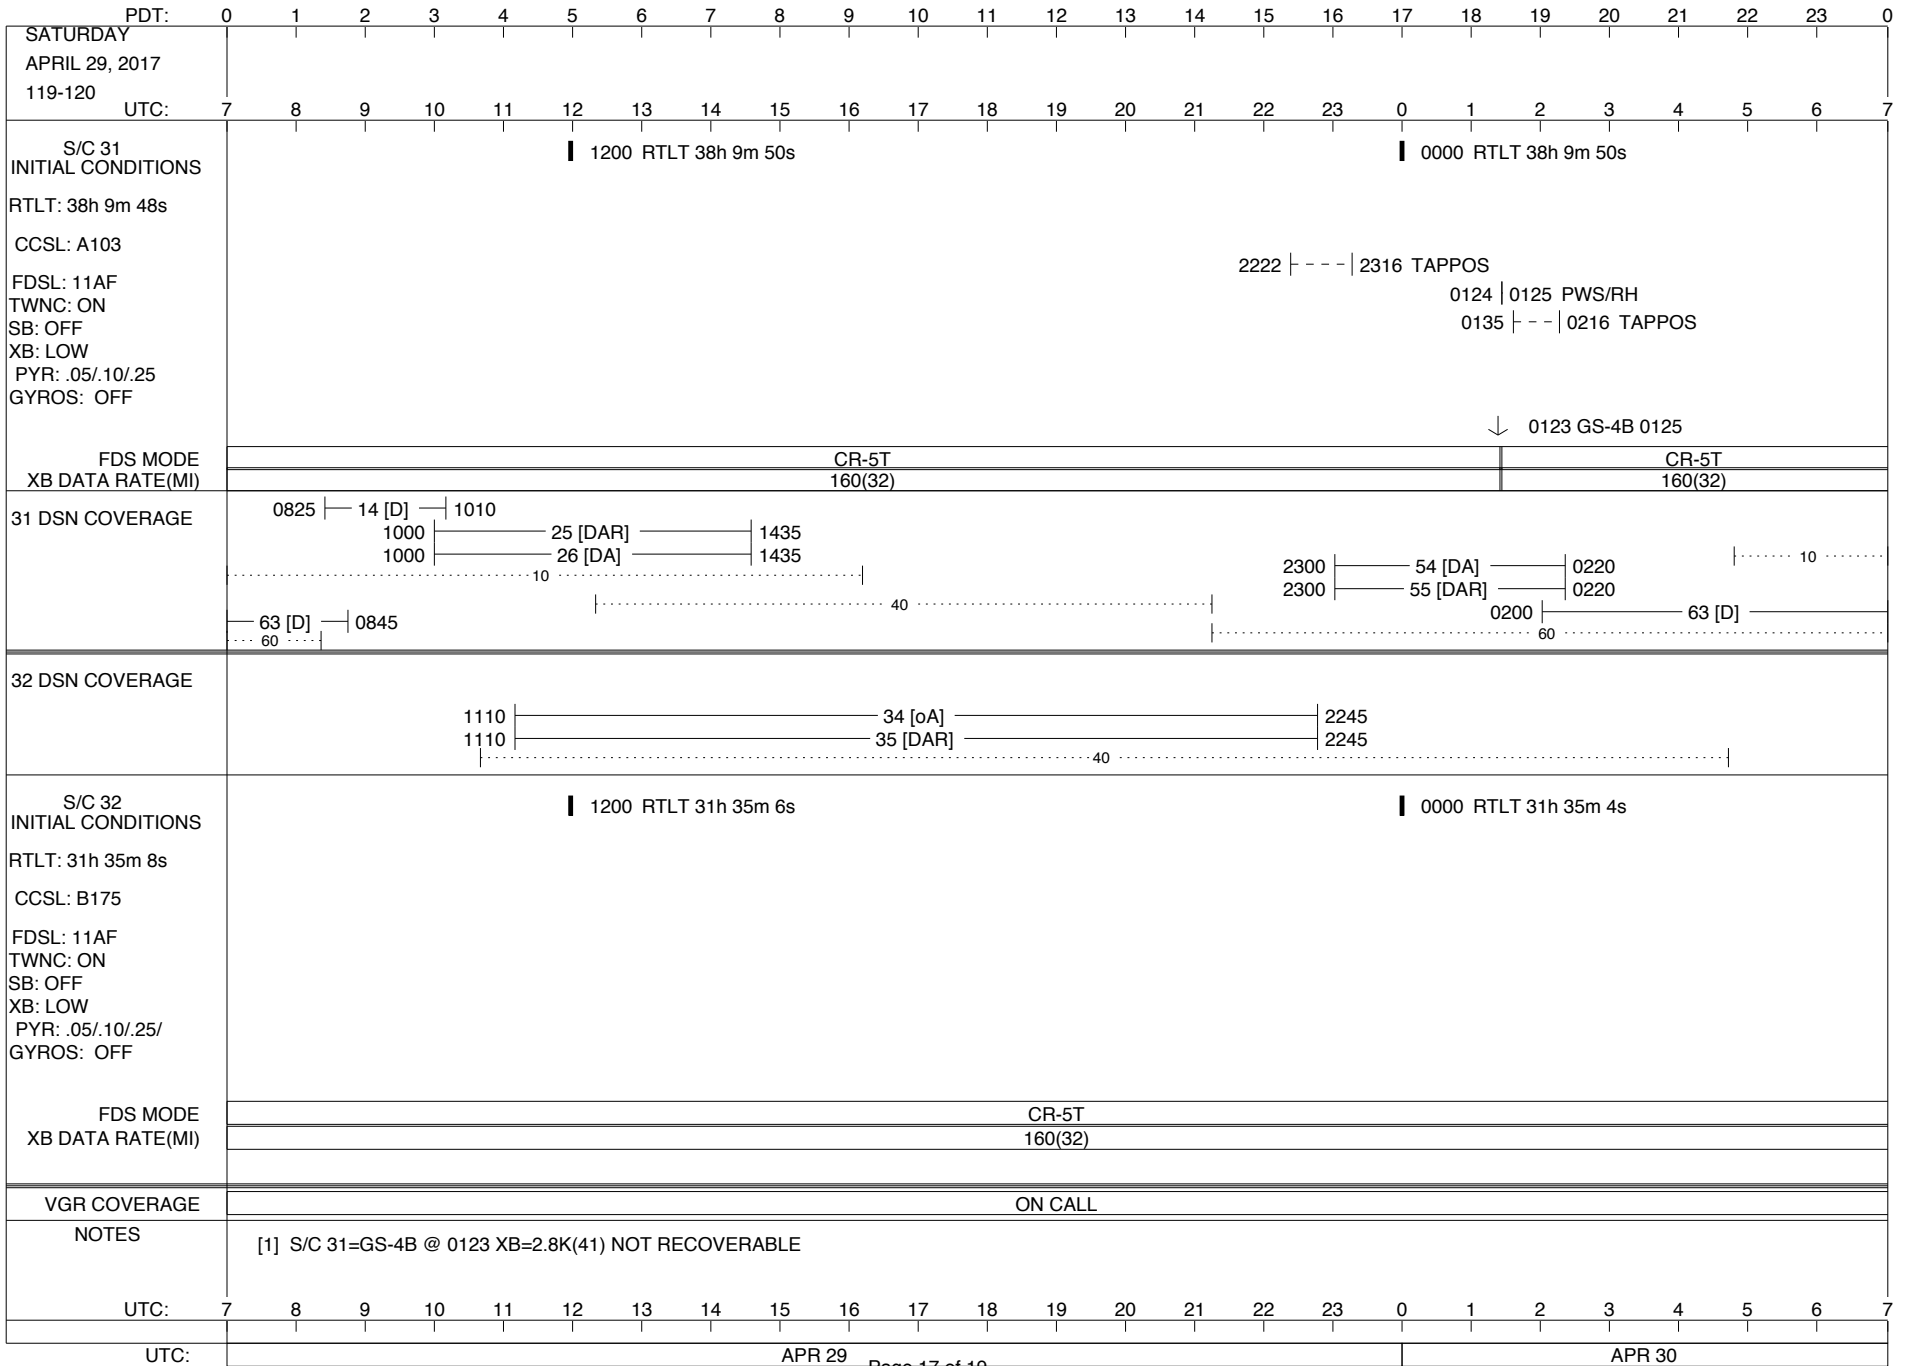 PDT: 0 1 2 3 4 5 6 7 8 9 10 11 12 13 14 15 16 17 18 19 20 21 22 23 0
SATURDAY
APRIL 29, 2017
119-120
UTC: 7 8 9 10 11 12 13 14 15 16 17 18 19 20 21 22 23 0 1 2 3 4 5 6 7
S/C 31
INITIAL CONDITIONS
1200 RTLT 38h 9m 50s
0000 RTLT 38h 9m 50s
RTLT: 38h 9m 48s
CCSL: A103
2222 2316 TAPPOS
FDSL: 11AF
0124 0125 PWS/RH
TWNC: ON
0135 0216 TAPPOS
SB: OFF
XB: LOW
PYR: .05/.10/.25
GYROS: OFF
0123 GS-4B 0125
FDS MODE CR-5T CR-5T
XB DATA RATE(MI) 160(32) 160(32)
31 DSN COVERAGE
0825 14 [D] 1010
1000 25 [DAR] 1435
1000 26 [DA] 1435
10
10
2300 54 [DA] 0220
2300 55 [DAR] 0220
40
0200 63 [D]
63 [D] 0845
60
60
32 DSN COVERAGE
1110 34 [oA] 2245
1110 35 [DAR] 2245
40
S/C 32
INITIAL CONDITIONS
1200 RTLT 31h 35m 6s
0000 RTLT 31h 35m 4s
RTLT: 31h 35m 8s
CCSL: B175
FDSL: 11AF
TWNC: ON
SB: OFF
XB: LOW
PYR: .05/.10/.25/
GYROS: OFF
FDS MODE CR-5T
XB DATA RATE(MI) 160(32)
VGR COVERAGE ON CALL
NOTES
[1] S/C 31=GS-4B @ 0123 XB=2.8K(41) NOT RECOVERABLE
UTC: 7 8 9 10 11 12 13 14 15 16 17 18 19 20 21 22 23 0 1 2 3 4 5 6 7
UTC: APR 29 APR 30
Page 17 of 19